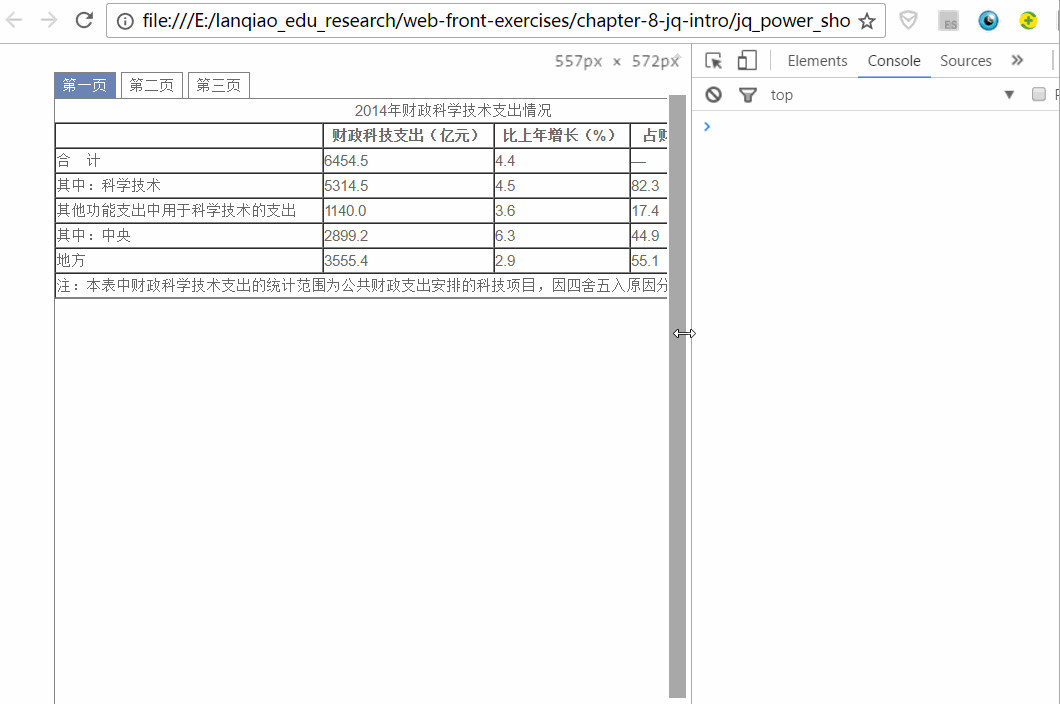 file:///E:/lanqiao_edu_research/web-front-exercises/chapter-8-jq-intro/jq_power_sho
ES
557px × 572px
Elements Console Sources »
top
第一页 第二页 第三页
2014年财政科学技术支出情况
财政科技支出（亿元） 比上年增长（%） 占财
合 计 6454.5 4.4 —
其中：科学技术 5314.5 4.5 82.3
其他功能支出中用于科学技术的支出 1140.0 3.6 17.4
其中：中央 2899.2 6.3 44.9
地方 3555.4 2.9 55.1
注：本表中财政科学技术支出的统计范围为公共财政支出安排的科技项目，因四舍五入原因分